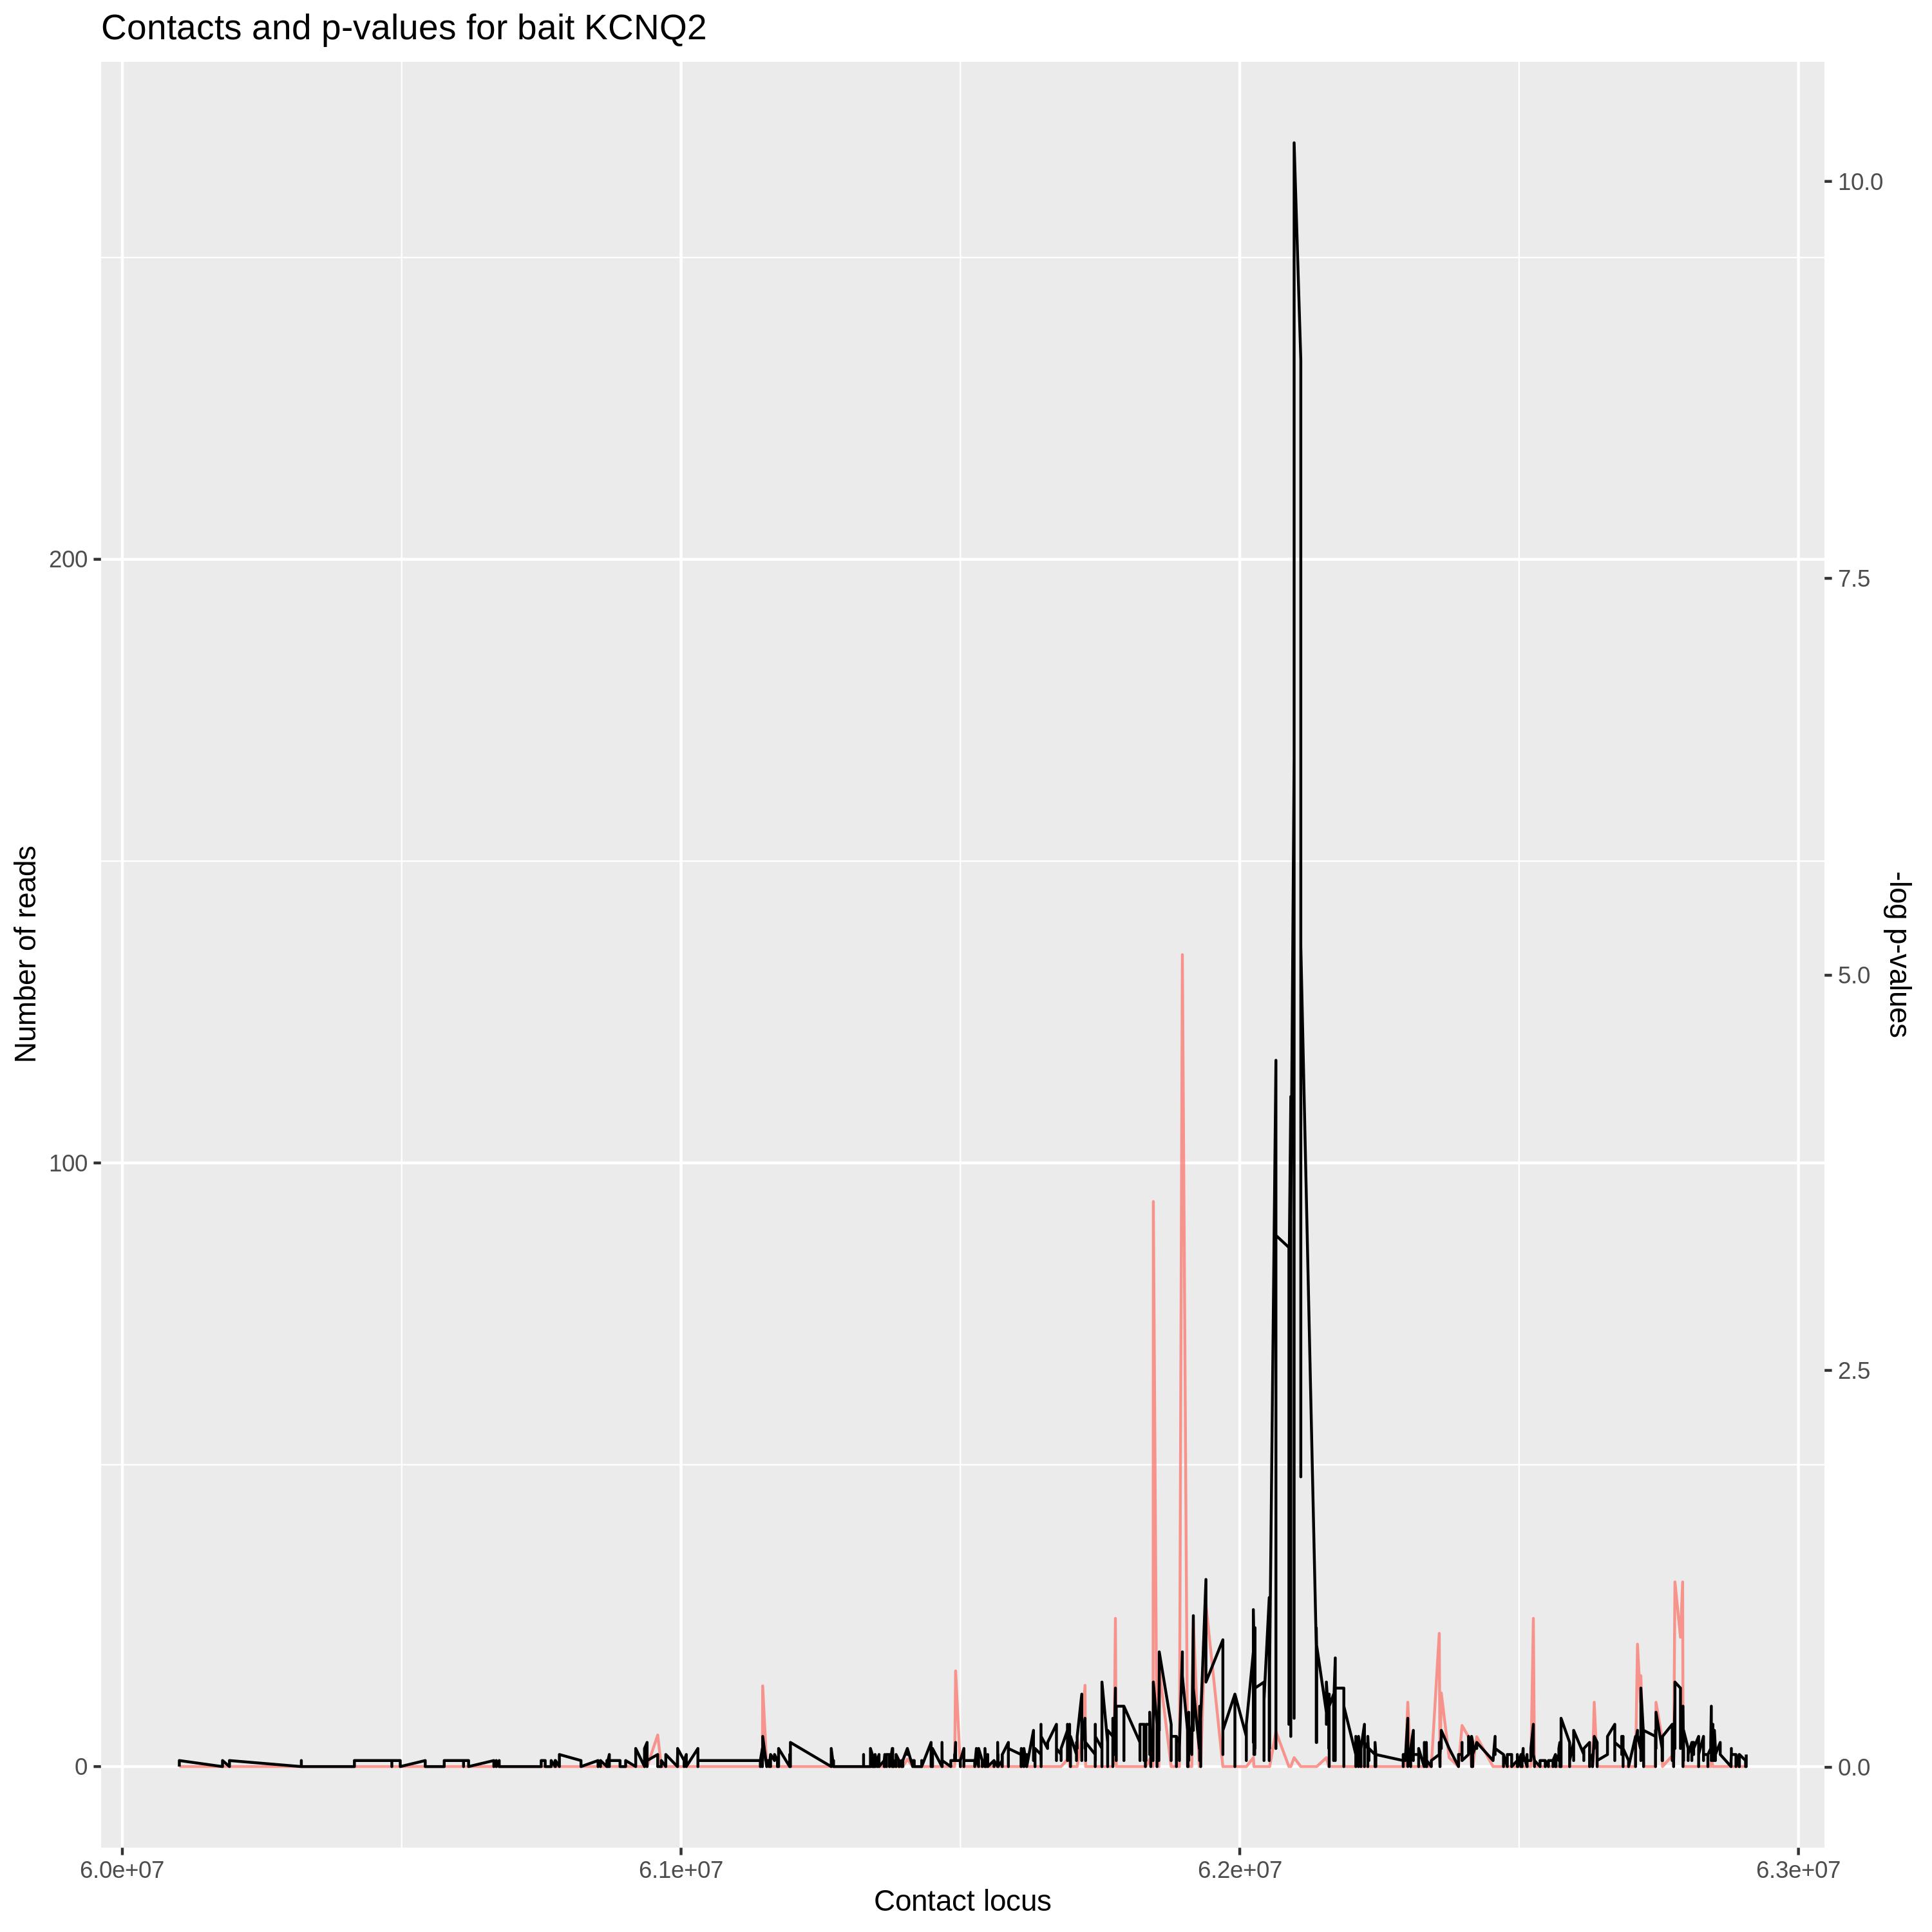 Contacts and p-values for bait KCNQ2
10.0
200
7.5
Number of reads
-log p-values
5.0
100
2.5
0
0.0
6.0e+07
6.1e+07
6.2e+07
6.3e+07
Contact locus